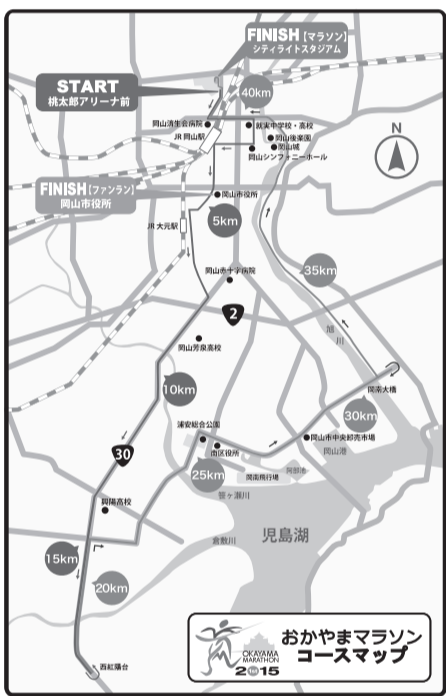 FINISH【マラソン】
シティライトスタジアム
START
桃太郎アリーナ前
40km
岡山済生会病院
就実中学校・高校
JR 岡山駅
岡山後楽園
岡山城
岡山シンフォニーホール
N
FINISH【ファンラン】
岡山市役所
岡山市役所
5km
JR 大元駅
35km
岡山赤十字病院
2
旭川
岡山芳泉高校
岡南大橋
10km
30km
浦安総合公園
岡山市中央卸売市場
南区役所
岡山港
30
25km
岡南飛行場
阿部池
笹ヶ瀬川
興陽高校
倉敷川
児島湖
15km
20km
西紅陽台
OKAYAMA
MARATHON
2015
おかやまマラソン
コースマップ